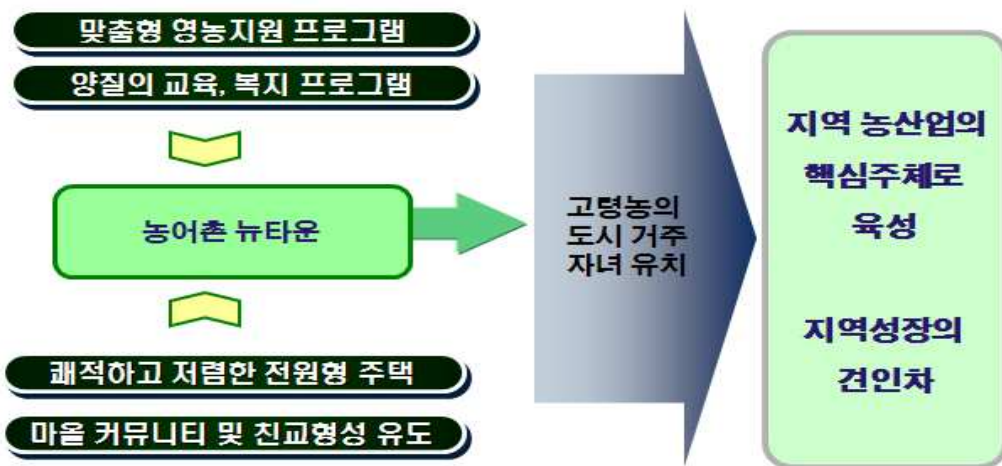 맞춤형 영농지원 프로그램
양질의 교육, 복지 프로그램
농어촌 뉴타운
쾌적하고 저렴한 전원형 주택
마을 커뮤니티 및 친교형성 유도
고령농의
도시 거주
자녀 유치
지역 농산업의
핵심주체로
육성
지역성장의
견인차